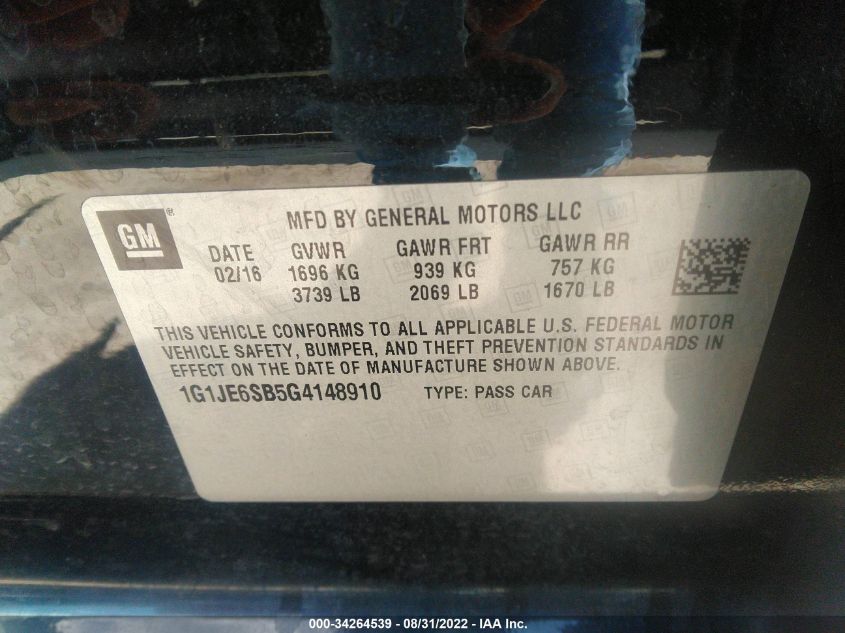 GM®
MFD BY GENERAL MOTORS LLC
DATE GVWR GAWR FRT GAWR RR
02/16 1696 KG 939 KG 757 KG
3739 LB 2069 LB 1670 LB
THIS VEHICLE CONFORMS TO ALL APPLICABLE U.S. FEDERAL MOTOR
VEHICLE SAFETY, BUMPER, AND THEFT PREVENTION STANDARDS IN
EFFECT ON THE DATE OF MANUFACTURE SHOWN ABOVE.
1G1JE6SB5G4148910 TYPE: PASS CAR
000-34264539 - 08/31/2022 - IAA Inc.